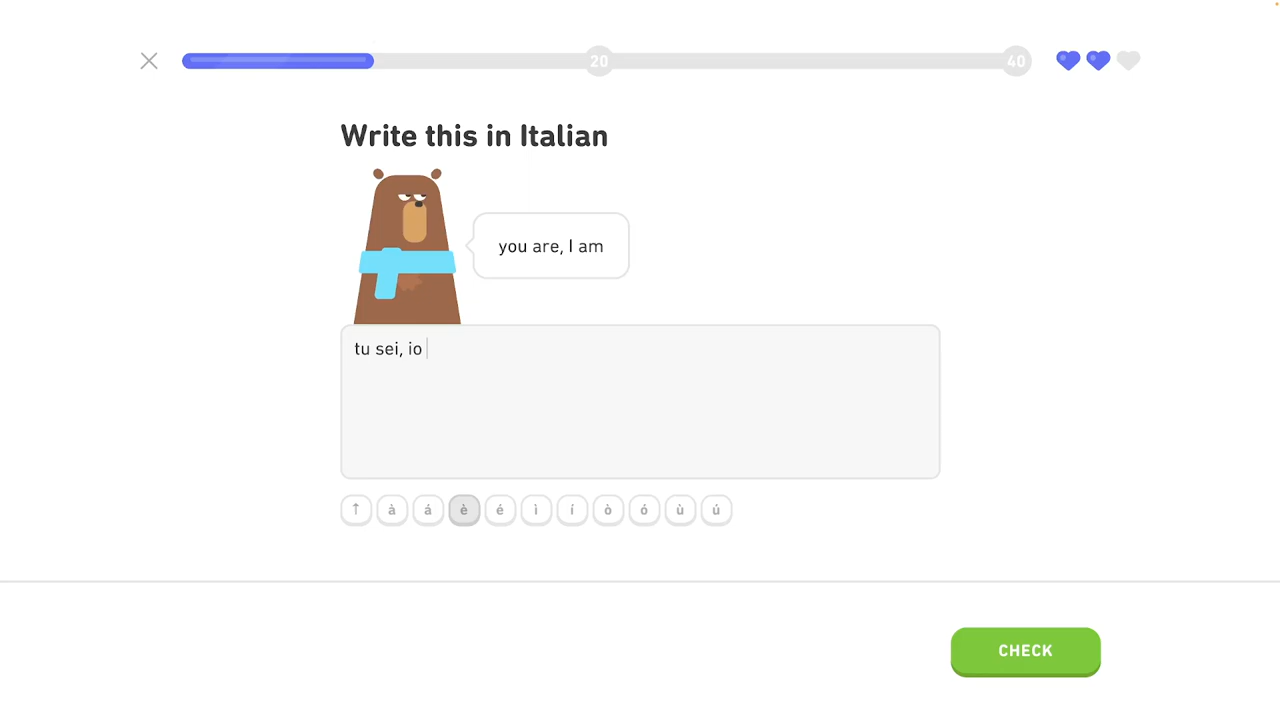 20
40
Write this in Italian
you are, I am
tu sei, io
↑ à á è é ì í ò ó ù ú
CHECK